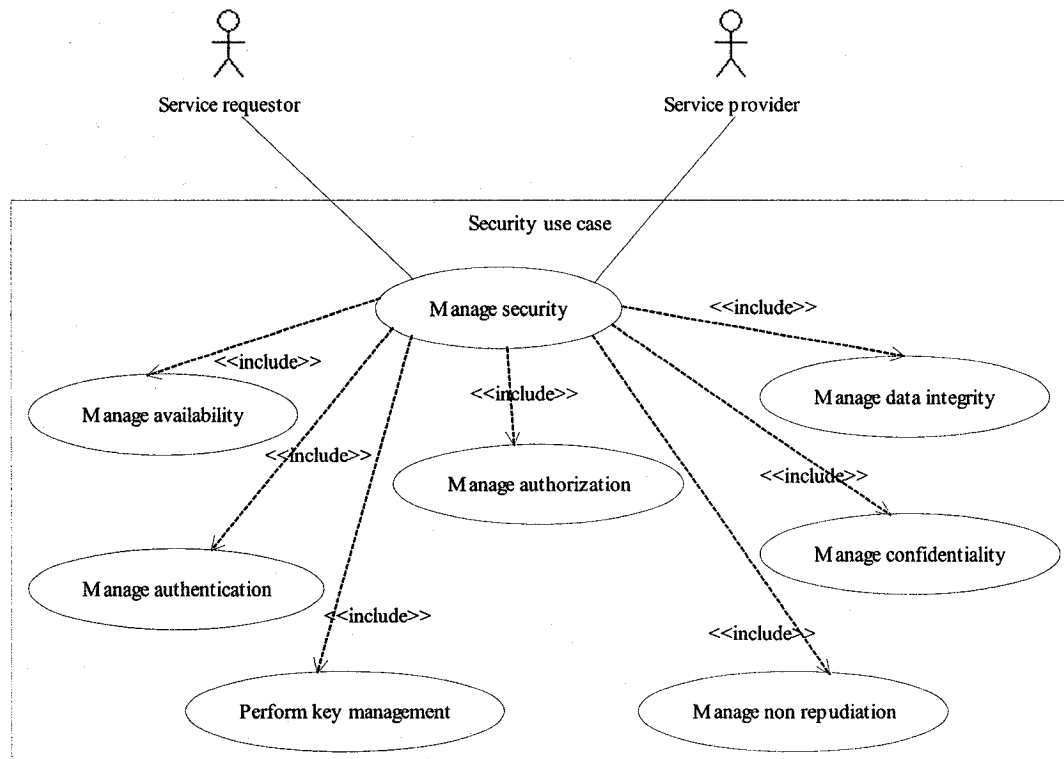 Service requestor
Service provider
Security use case
Manage security
<<include>>
<<include>>
Manage availability
<<include>>
Manage data integrity
<<include>>
Manage authorization
<<include>>
Manage confidentiality
Manage authentication
<<include>>
<<include>>
Perform key management
Manage non repudiation